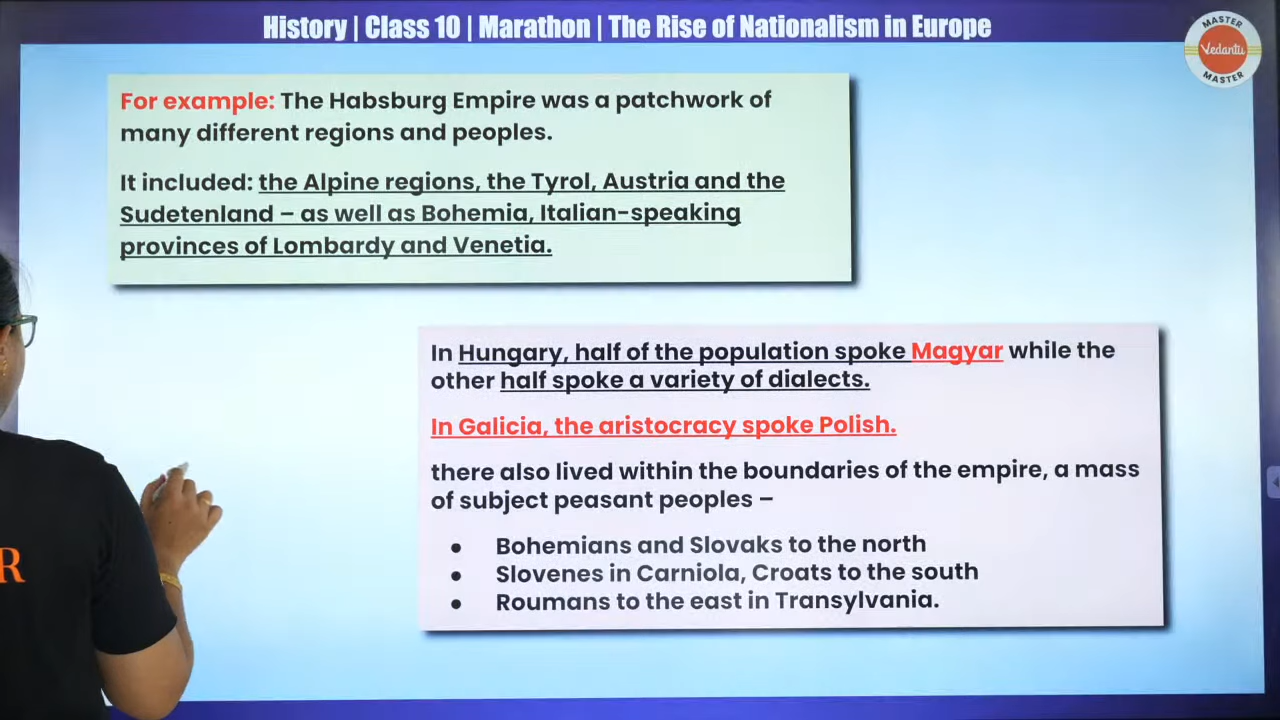 History | Class 10 | Marathon | The Rise of Nationalism in Europe
MASTER
Vedantu
MASTER
For example: The Habsburg Empire was a patchwork of
many different regions and peoples.
It included: the Alpine regions, the Tyrol, Austria and the
Sudetenland – as well as Bohemia, Italian-speaking
provinces of Lombardy and Venetia.
In Hungary, half of the population spoke Magyar while the
other half spoke a variety of dialects.
In Galicia, the aristocracy spoke Polish.
there also lived within the boundaries of the empire, a mass
of subject peasant peoples –
● Bohemians and Slovaks to the north
● Slovenes in Carniola, Croats to the south
● Roumans to the east in Transylvania.
R